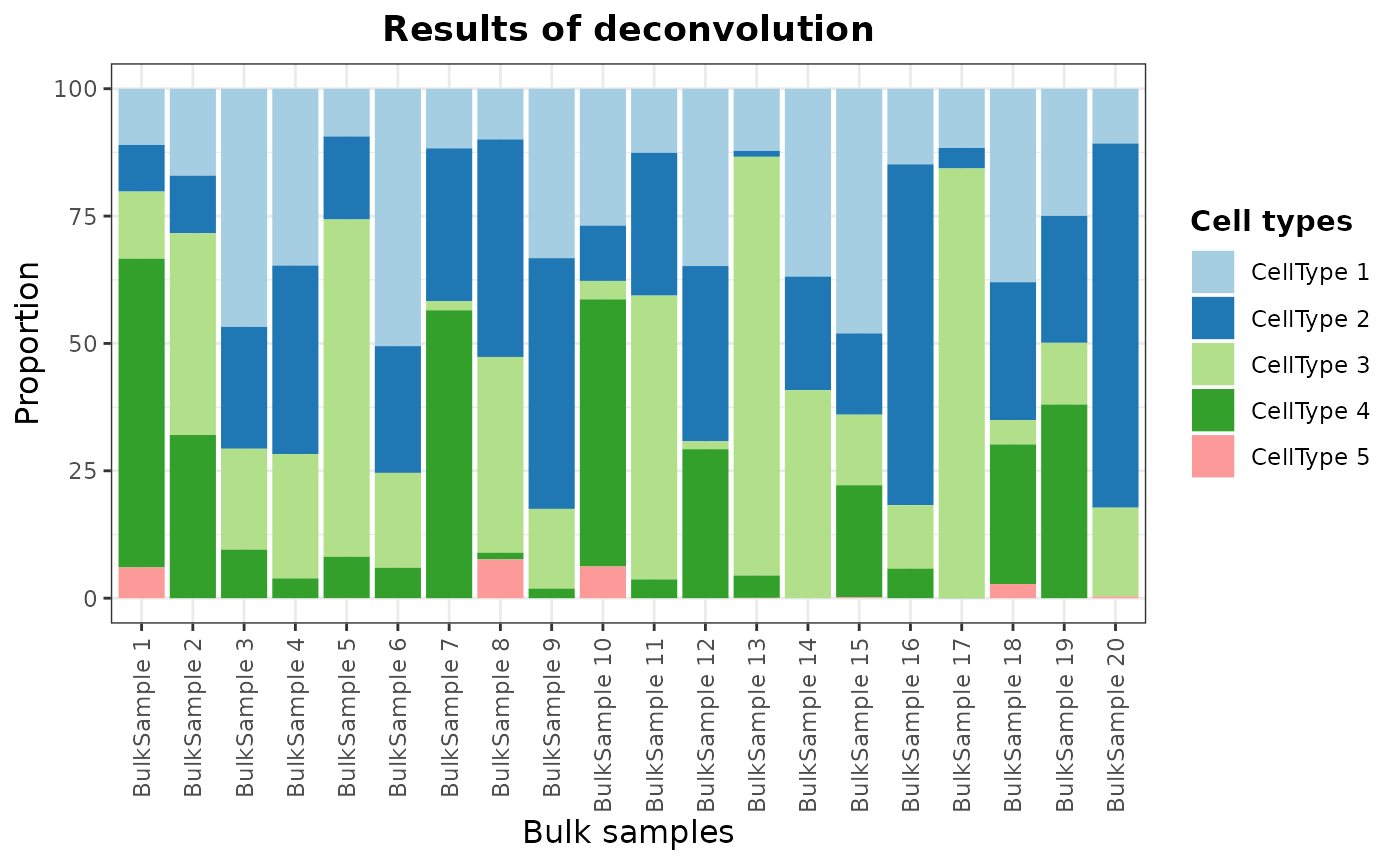 Results of deconvolution
Proportion
100
75
50
25
0
BulkSample 1
BulkSample 2
BulkSample 3
BulkSample 4
BulkSample 5
BulkSample 6
BulkSample 7
BulkSample 8
BulkSample 9
BulkSample 10
BulkSample 11
BulkSample 12
BulkSample 13
BulkSample 14
BulkSample 15
BulkSample 16
BulkSample 17
BulkSample 18
BulkSample 19
BulkSample 20
Bulk samples
Cell types
CellType 1
CellType 2
CellType 3
CellType 4
CellType 5